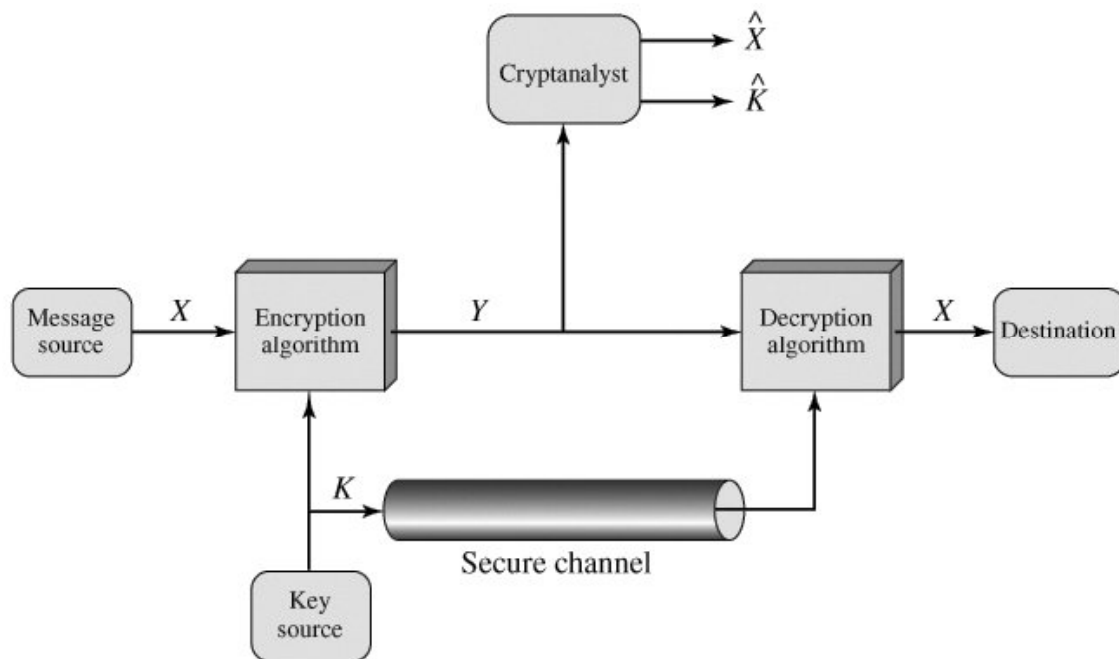 Cryptanalyst
X̂
K̂
Message
source
X
Encryption
algorithm
Y
Decryption
algorithm
X
Destination
K
Secure channel
Key
source